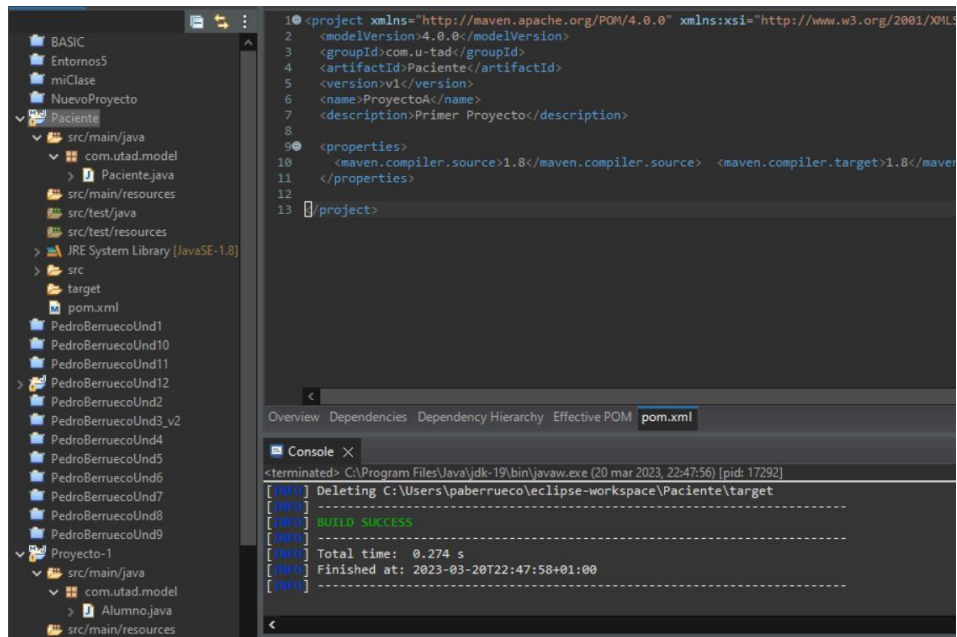 BASIC
Entornos5
miClase
NuevoProyecto
Paciente
src/main/java
com.utad.model
Paciente.java
src/main/resources
src/test/java
src/test/resources
JRE System Library [JavaSE-1.8]
src
target
pom.xml
PedroBerruecoUnd1
PedroBerruecoUnd10
PedroBerruecoUnd11
PedroBerruecoUnd12
PedroBerruecoUnd2
PedroBerruecoUnd3_v2
PedroBerruecoUnd4
PedroBerruecoUnd5
PedroBerruecoUnd6
PedroBerruecoUnd7
PedroBerruecoUnd8
PedroBerruecoUnd9
Proyecto-1
src/main/java
com.utad.model
Alumno.java
src/main/resources
1 <project xmlns="http://maven.apache.org/POM/4.0.0" xmlns:xsi="http://www.w3.org/2001/XMLS
2 <modelVersion>4.0.0</modelVersion>
3 <groupId>com.u-tad</groupId>
4 <artifactId>Paciente</artifactId>
5 <version>v1</version>
6 <name>ProyectoA</name>
7 <description>Primer Proyecto</description>
8
9 <properties>
10 <maven.compiler.source>1.8</maven.compiler.source> <maven.compiler.target>1.8</maven
11 </properties>
12
13 </project>
Overview Dependencies Dependency Hierarchy Effective POM pom.xml
Console
<terminated> C:\Program Files\Java\jdk-19\bin\javaw.exe (20 mar 2023, 22:47:56) [pid: 17292]
[INFO] Deleting C:\Users\paberrueco\eclipse-workspace\Paciente\target
[INFO] ------------------------------------------------------------------------
[INFO] BUILD SUCCESS
[INFO] ------------------------------------------------------------------------
[INFO] Total time: 0.274 s
[INFO] Finished at: 2023-03-20T22:47:58+01:00
[INFO] ------------------------------------------------------------------------